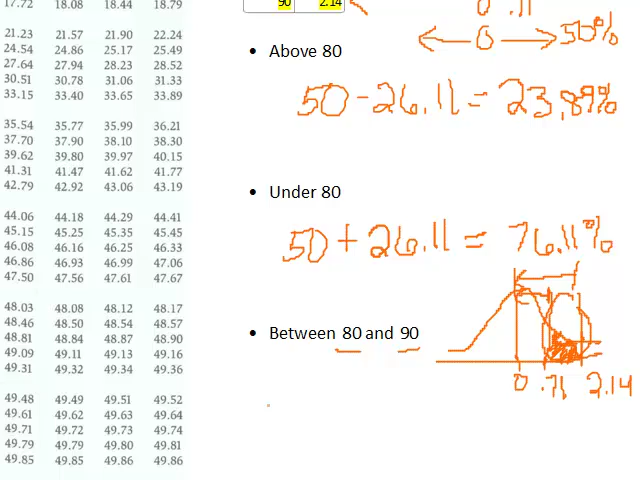 17.72 18.08 18.44 18.79
21.23 21.57 21.90 22.24
24.54 24.86 25.17 25.49
27.64 27.94 28.23 28.52
30.51 30.78 31.06 31.33
33.15 33.40 33.65 33.89
35.54 35.77 35.99 36.21
37.70 37.90 38.10 38.30
39.62 39.80 39.97 40.15
41.31 41.47 41.62 41.77
42.79 42.92 43.06 43.19
44.06 44.18 44.29 44.41
45.15 45.25 45.35 45.45
46.08 46.16 46.25 46.33
46.86 46.93 46.99 47.06
47.50 47.56 47.61 47.67
48.03 48.08 48.12 48.17
48.46 48.50 48.54 48.57
48.81 48.84 48.87 48.90
49.09 49.11 49.13 49.16
49.31 49.32 49.34 49.36
49.48 49.49 49.51 49.52
49.61 49.62 49.63 49.64
49.71 49.72 49.73 49.74
49.79 49.79 49.80 49.81
49.85 49.85 49.86 49.86
90 2.14
0 50%
• Above 80
50 - 26.11 = 23.89%
• Under 80
50 + 26.11 = 76.11%
• Between 80 and 90
0 .71 2.14